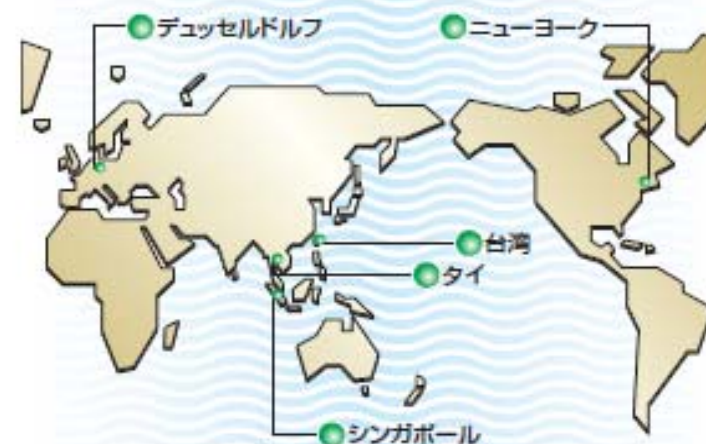 デュッセルドルフ
ニューヨーク
台湾
タイ
シンガポール